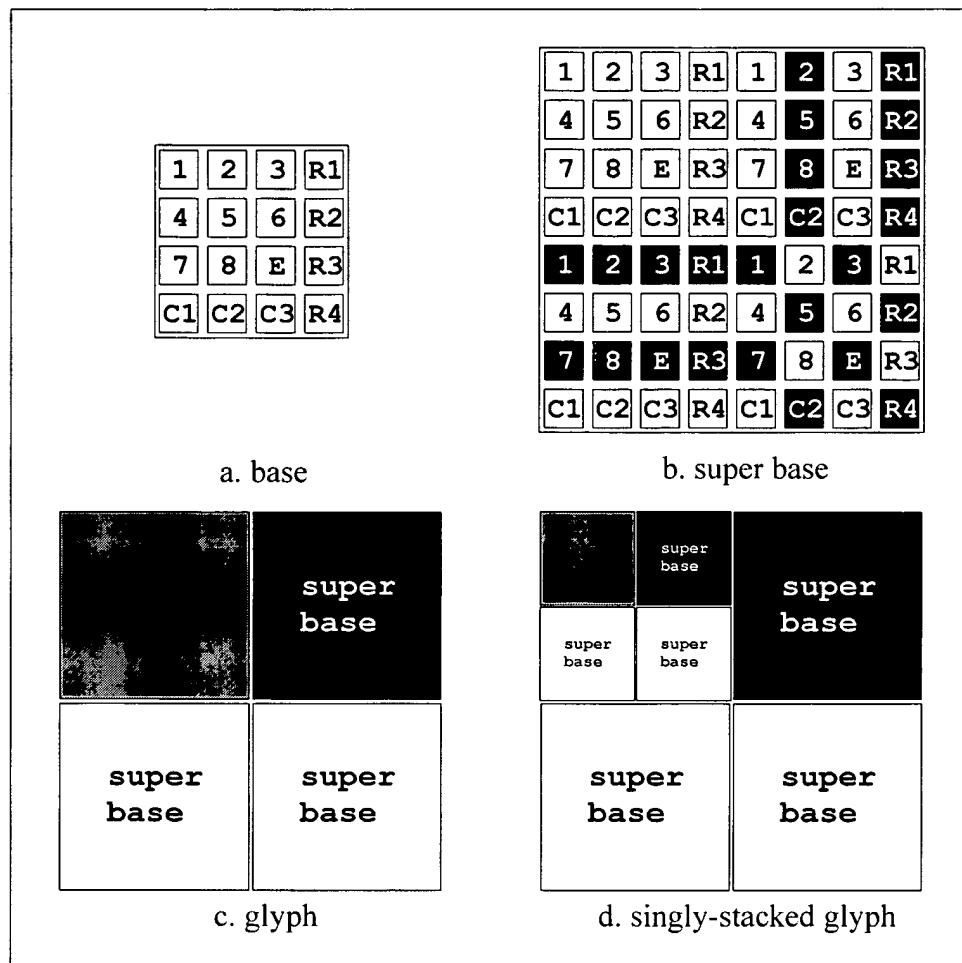 1 2 3 R1
4 5 6 R2
7 8 E R3
C1 C2 C3 R4
a. base
1 2 3 R1 1 2 3 R1
4 5 6 R2 4 5 6 R2
7 8 E R3 7 8 E R3
C1 C2 C3 R4 C1 C2 C3 R4
1 2 3 R1 1 2 3 R1
4 5 6 R2 4 5 6 R2
7 8 E R3 7 8 E R3
C1 C2 C3 R4 C1 C2 C3 R4
b. super base
super
base
super
base
super
base
c. glyph
super
base
super
base
super
base
super
base
super
base
super
base
d. singly-stacked glyph